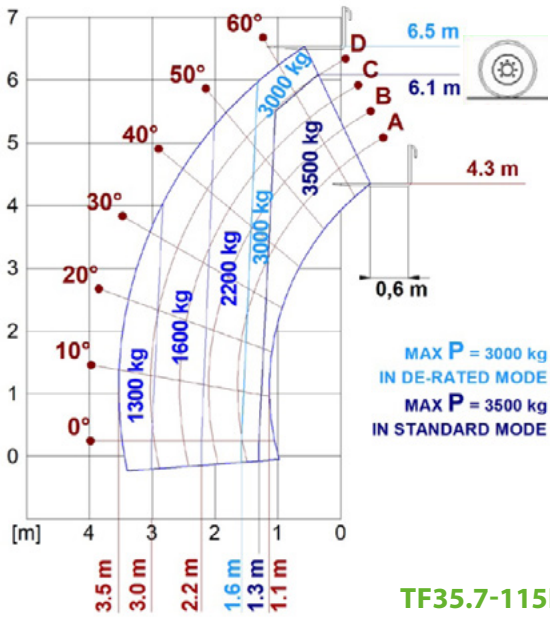 7
6
5
4
3
2
1
0
[m]
4
3
2
1
0
60°
50°
40°
30°
20°
10°
0°
D
C
B
A
6.5 m
6.1 m
4.3 m
0,6 m
3000 kg
3500 kg
3000 kg
2200 kg
1600 kg
1300 kg
MAX P = 3000 kg
IN DE-RATED MODE
MAX P = 3500 kg
IN STANDARD MODE
3.5 m
3.0 m
2.2 m
1.6 m
1.3 m
1.1 m
TF35.7-115